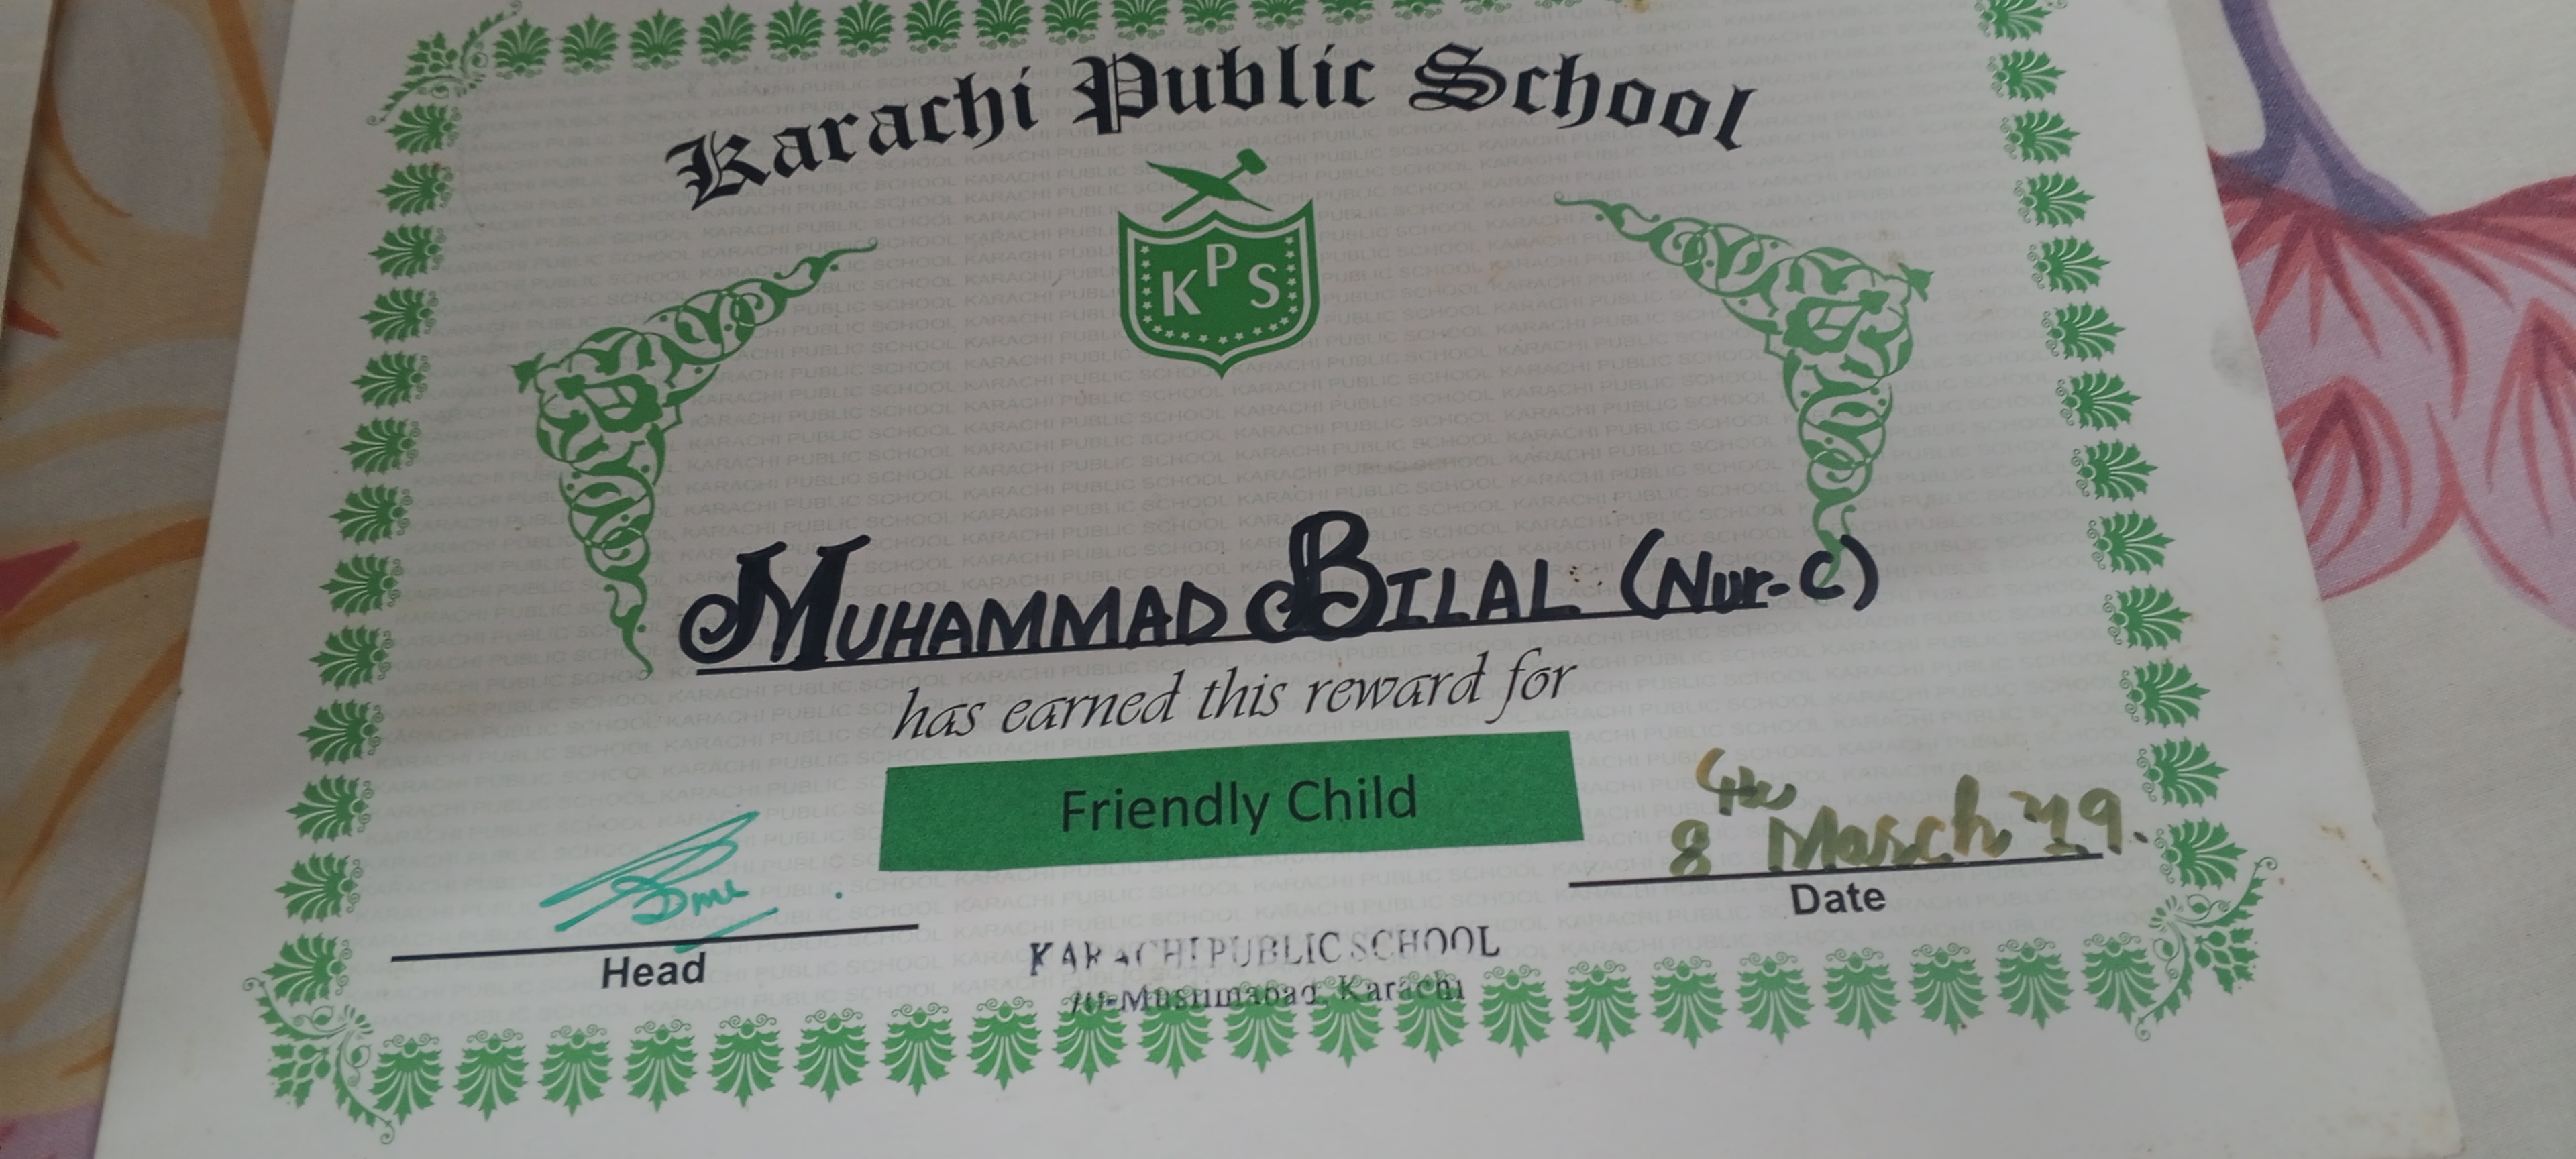 Karachi Public School
KPS
MUHAMMAD BILAL (Nur-C)
has earned this reward for
Friendly Child
8 March '19.
Head
Date
KARACHI PUBLIC SCHOOL
Muslimabad, Karachi